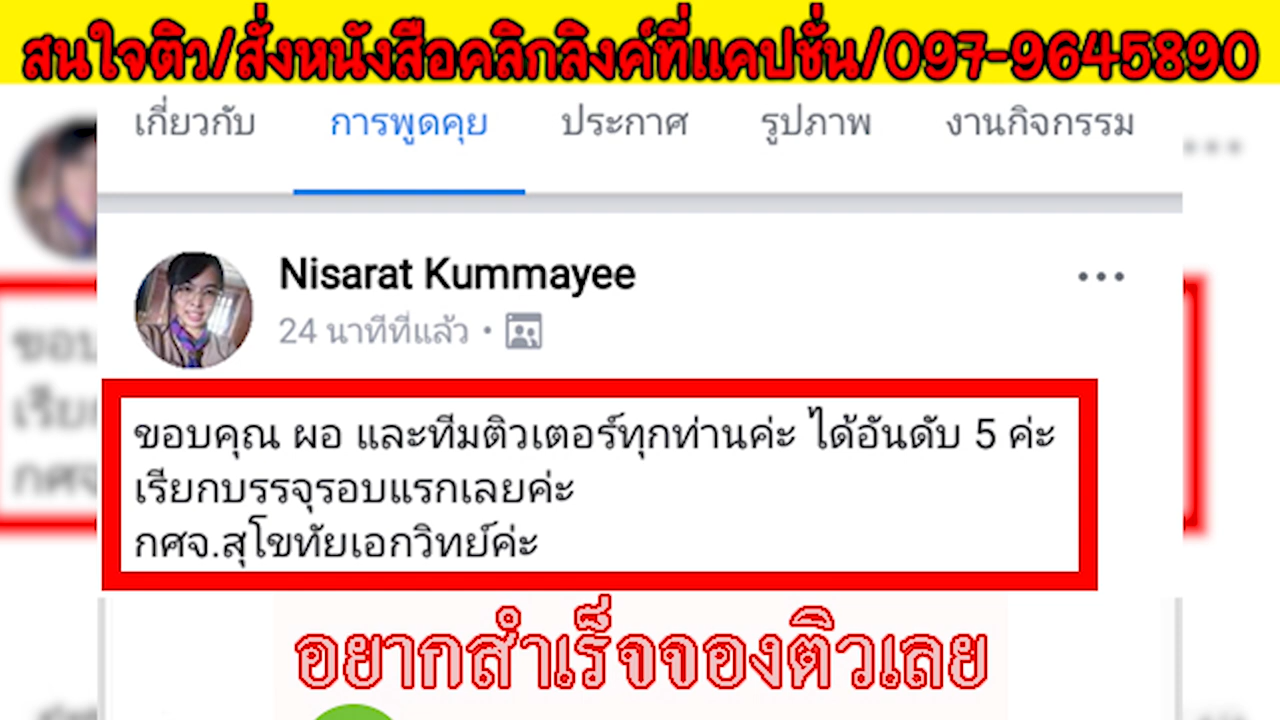 สนใจติว/สั่งหนังสือคลิกลิงค์ที่แคปชั่น/097-9645890
เกี่ยวกับ การพูดคุย ประกาศ รูปภาพ งานกิจกรรม
Nisarat Kummayee
24 นาทีที่แล้ว
ขอบคุณ ผอ และทีมติวเตอร์ทุกท่านค่ะ ได้อันดับ 5 ค่ะ
เรียกบรรจุรอบแรกเลยค่ะ
กศจ.สุโขทัยเอกวิทย์ค่ะ
อยากสำเร็จจองติวเลย